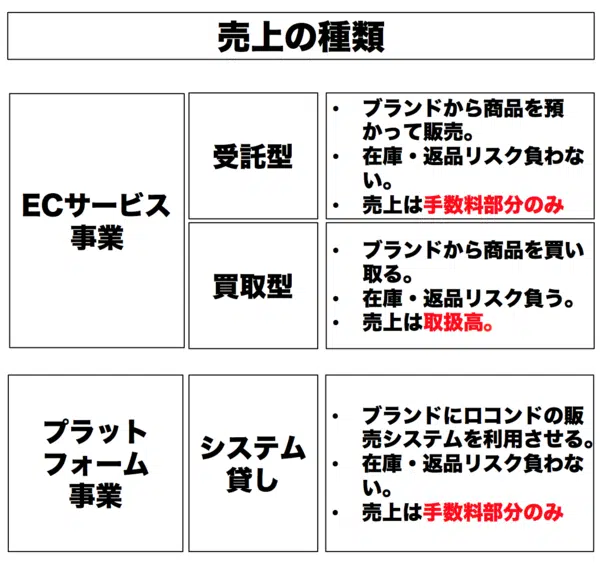 売上の種類
ECサービス
事業
受託型
• ブランドから商品を預
かって販売。
• 在庫・返品リスク負わな
い。
• 売上は手数料部分のみ
買取型
• ブランドから商品を買い
取る。
• 在庫・返品リスク負う。
• 売上は取扱高。
プラット
フォーム
事業
システム
貸し
• ブランドにロコンドの販
売システムを利用させる。
• 在庫・返品リスク負わな
い。
• 売上は手数料部分のみ